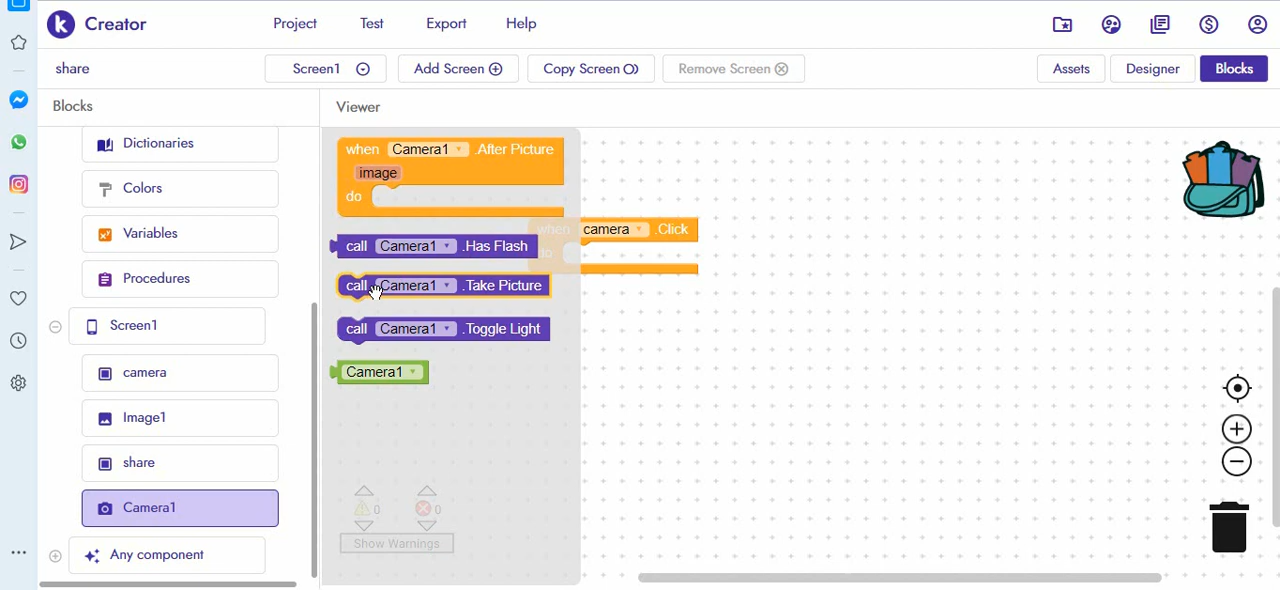 Creator
Project
Test
Export
Help
share
Screen1
Add Screen
Copy Screen
Remove Screen
Assets
Designer
Blocks
Blocks
Viewer
Dictionaries
Colors
Variables
Procedures
Screen1
camera
Image1
share
Camera1
Any component
when Camera1 .After Picture
image
do
call Camera1 .Has Flash
call Camera1 .Take Picture
call Camera1 .Toggle Light
Camera1
when camera .Click
do
0
0
Show Warnings